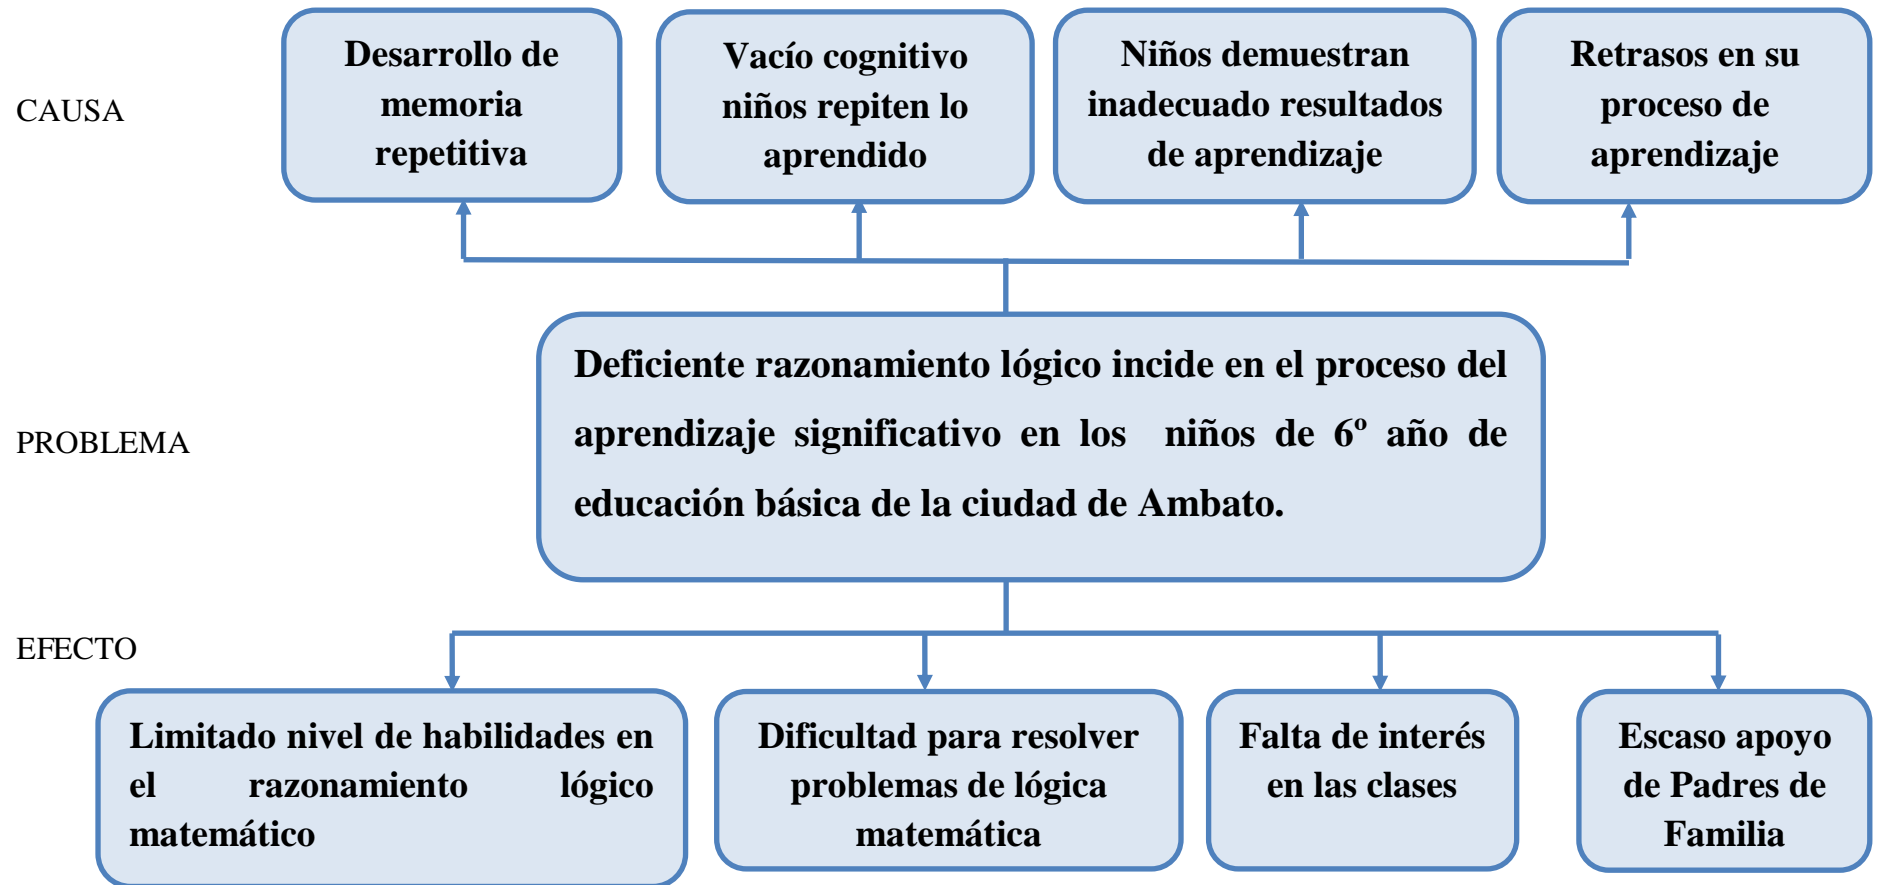 CAUSA
Desarrollo de
memoria
repetitiva
Vacío cognitivo
niños repiten lo
aprendido
Niños demuestran
inadecuado resultados
de aprendizaje
Retrasos en su
proceso de
aprendizaje
PROBLEMA
Deficiente razonamiento lógico incide en el proceso del
aprendizaje significativo en los niños de 6º año de
educación básica de la ciudad de Ambato.
EFECTO
Limitado nivel de habilidades en
el razonamiento lógico
matemático
Dificultad para resolver
problemas de lógica
matemática
Falta de interés
en las clases
Escaso apoyo
de Padres de
Familia